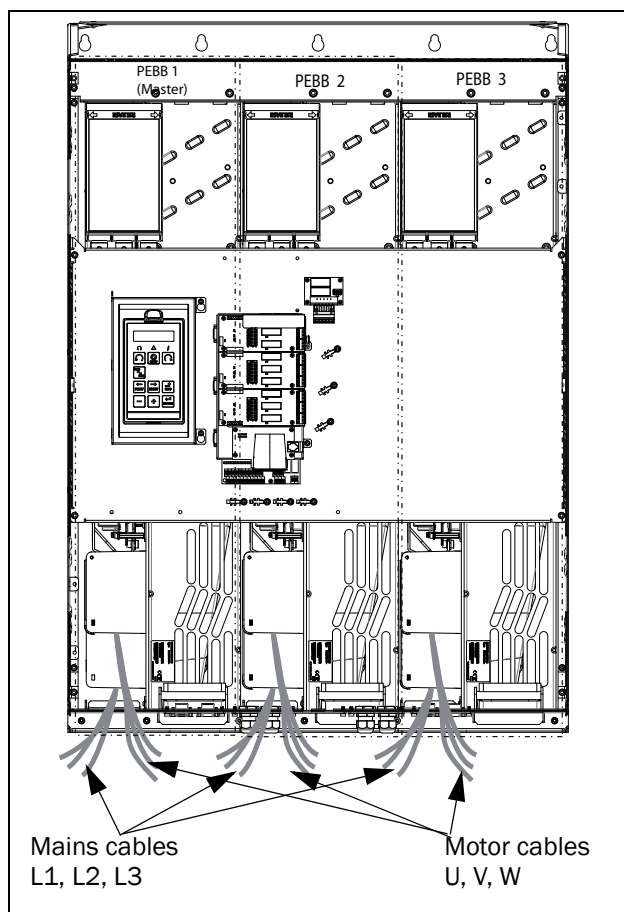 PEBB 1
(Master)
PEBB 2
PEBB 3
Mains cables
L1, L2, L3
Motor cables
U, V, W